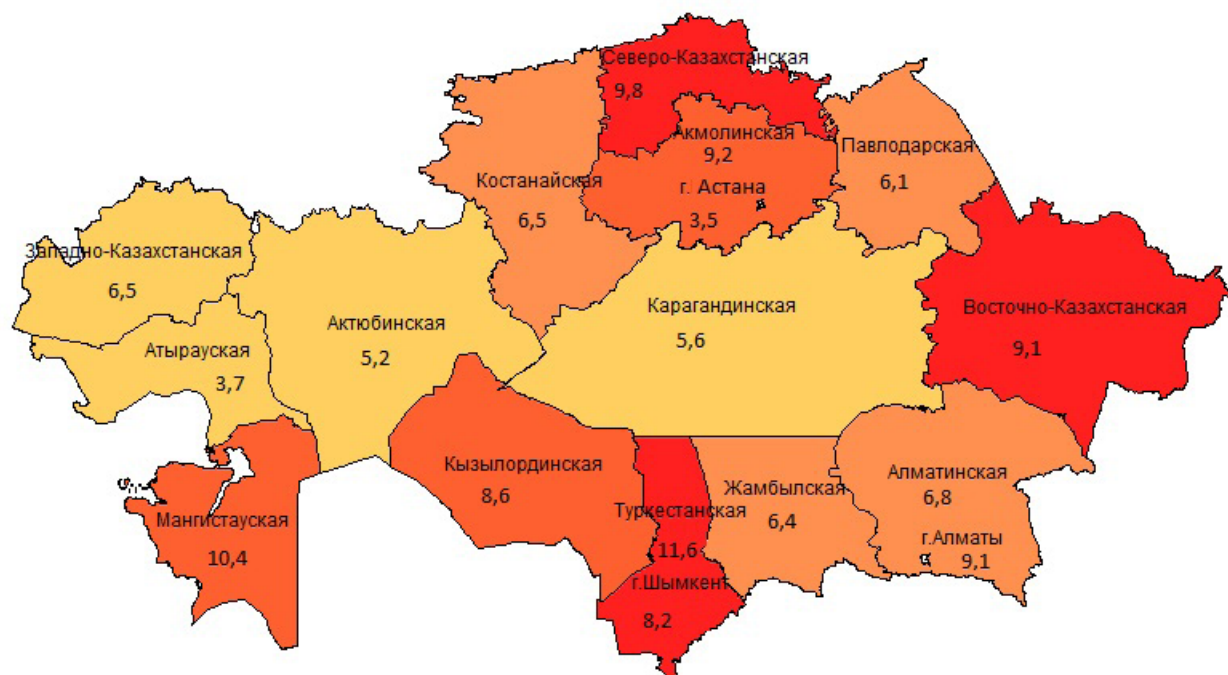 Северо-Казахстанская
9,8
Акмолинская
9,2
г. Астана
3,5
Павлодарская
6,1
Костанайская
6,5
Западно-Казахстанская
6,5
Атырауская
3,7
Актюбинская
5,2
Карагандинская
5,6
Восточно-Казахстанская
9,1
Мангистауская
10,4
Кызылординская
8,6
Туркестанская
11,6
г.Шымкент
8,2
Жамбылская
6,4
Алматинская
6,8
г.Алматы
9,1